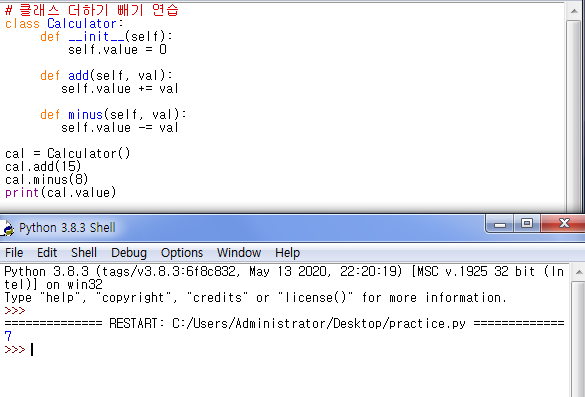 # 클래스 더하기 빼기 연습
class Calculator:
    def __init__(self):
        self.value = 0

    def add(self, val):
       self.value += val

    def minus(self, val):
       self.value -= val

cal = Calculator()
cal.add(15)
cal.minus(8)
print(cal.value)
Python 3.8.3 Shell
File Edit Shell Debug Options Window Help
Python 3.8.3 (tags/v3.8.3:6f8c832, May 13 2020, 22:20:19) [MSC v.1925 32 bit (In
tel)] on win32
Type "help", "copyright", "credits" or "license()" for more information.
>>>
============== RESTART: C:/Users/Administrator/Desktop/practice.py =============
7
>>>